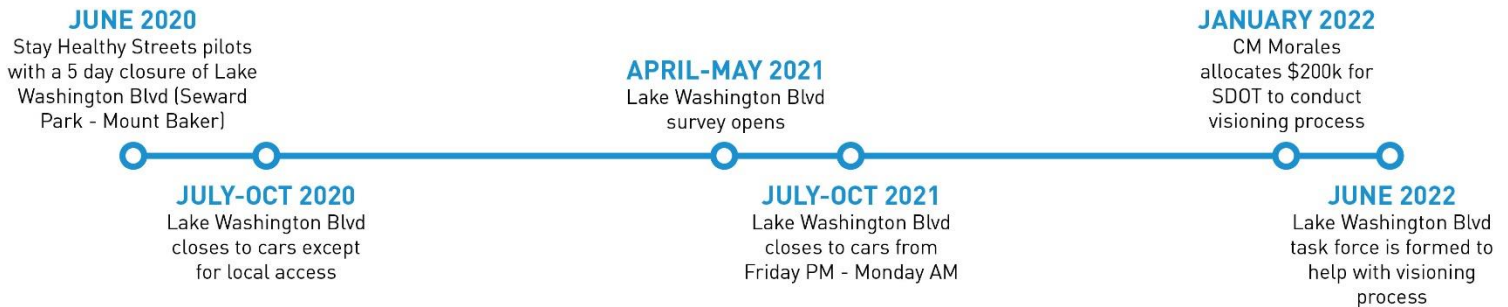 JUNE 2020
Stay Healthy Streets pilots
with a 5 day closure of Lake
Washington Blvd (Seward
Park - Mount Baker)
JULY-OCT 2020
Lake Washington Blvd
closes to cars except
for local access
APRIL-MAY 2021
Lake Washington Blvd
survey opens
JULY-OCT 2021
Lake Washington Blvd
closes to cars from
Friday PM - Monday AM
JANUARY 2022
CM Morales
allocates $200k for
SDOT to conduct
visioning process
JUNE 2022
Lake Washington Blvd
task force is formed to
help with visioning
process